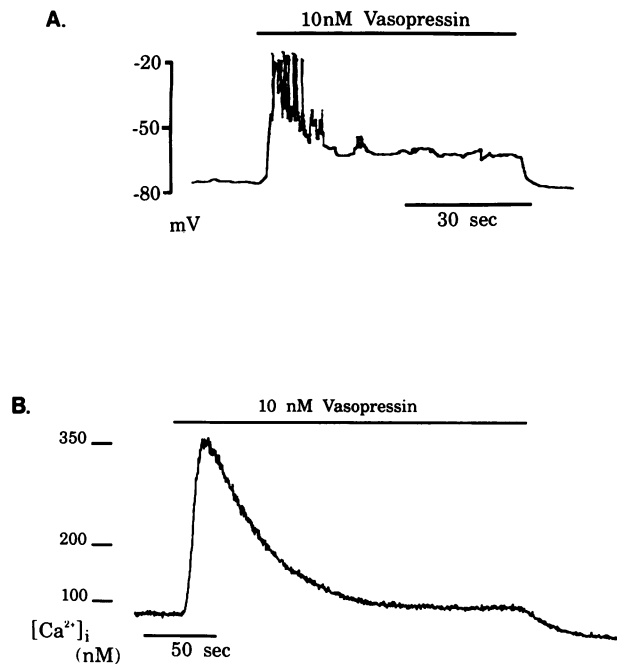 A.
10nM Vasopressin
-20
-50
-80
mV
30 sec
B.
10 nM Vasopressin
350
200
100
[Ca²⁺]i
(nM)
50 sec